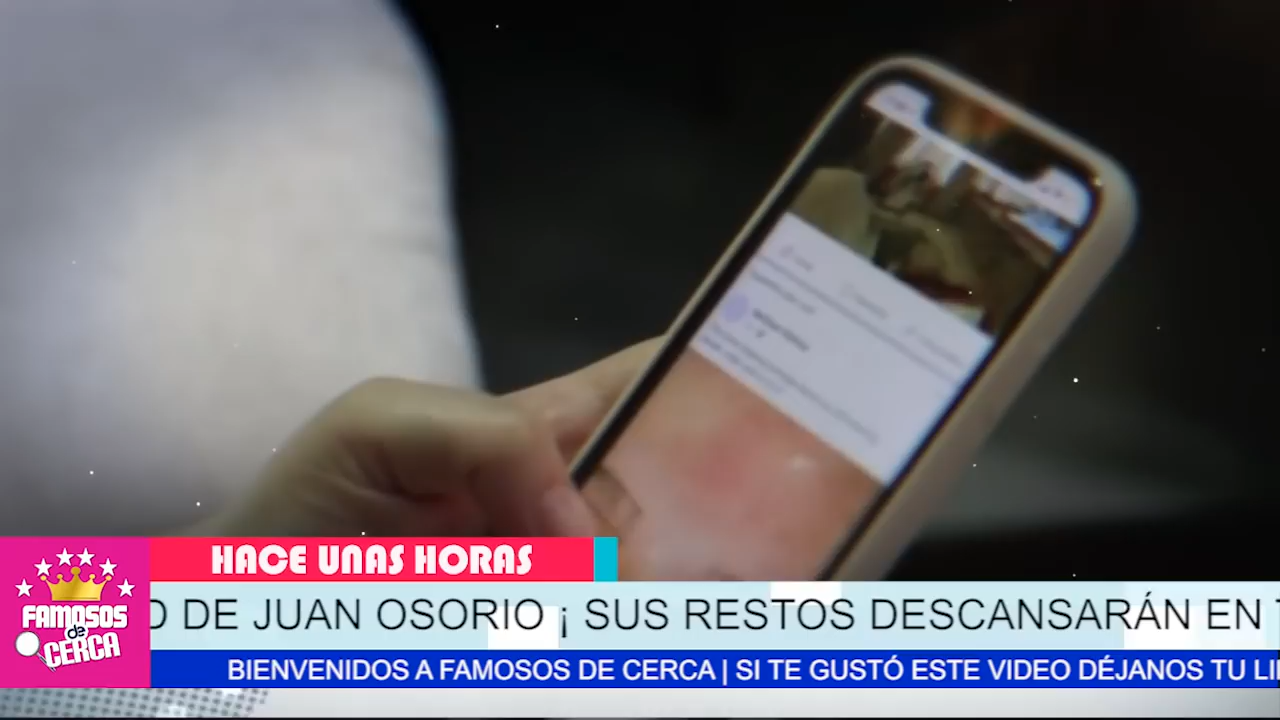 HACE UNAS HORAS
FAMOSOS
de
CERCA
O DE JUAN OSORIO ¡ SUS RESTOS DESCANSARÁN EN
BIENVENIDOS A FAMOSOS DE CERCA | SI TE GUSTÓ ESTE VIDEO DÉJANOS TU LI